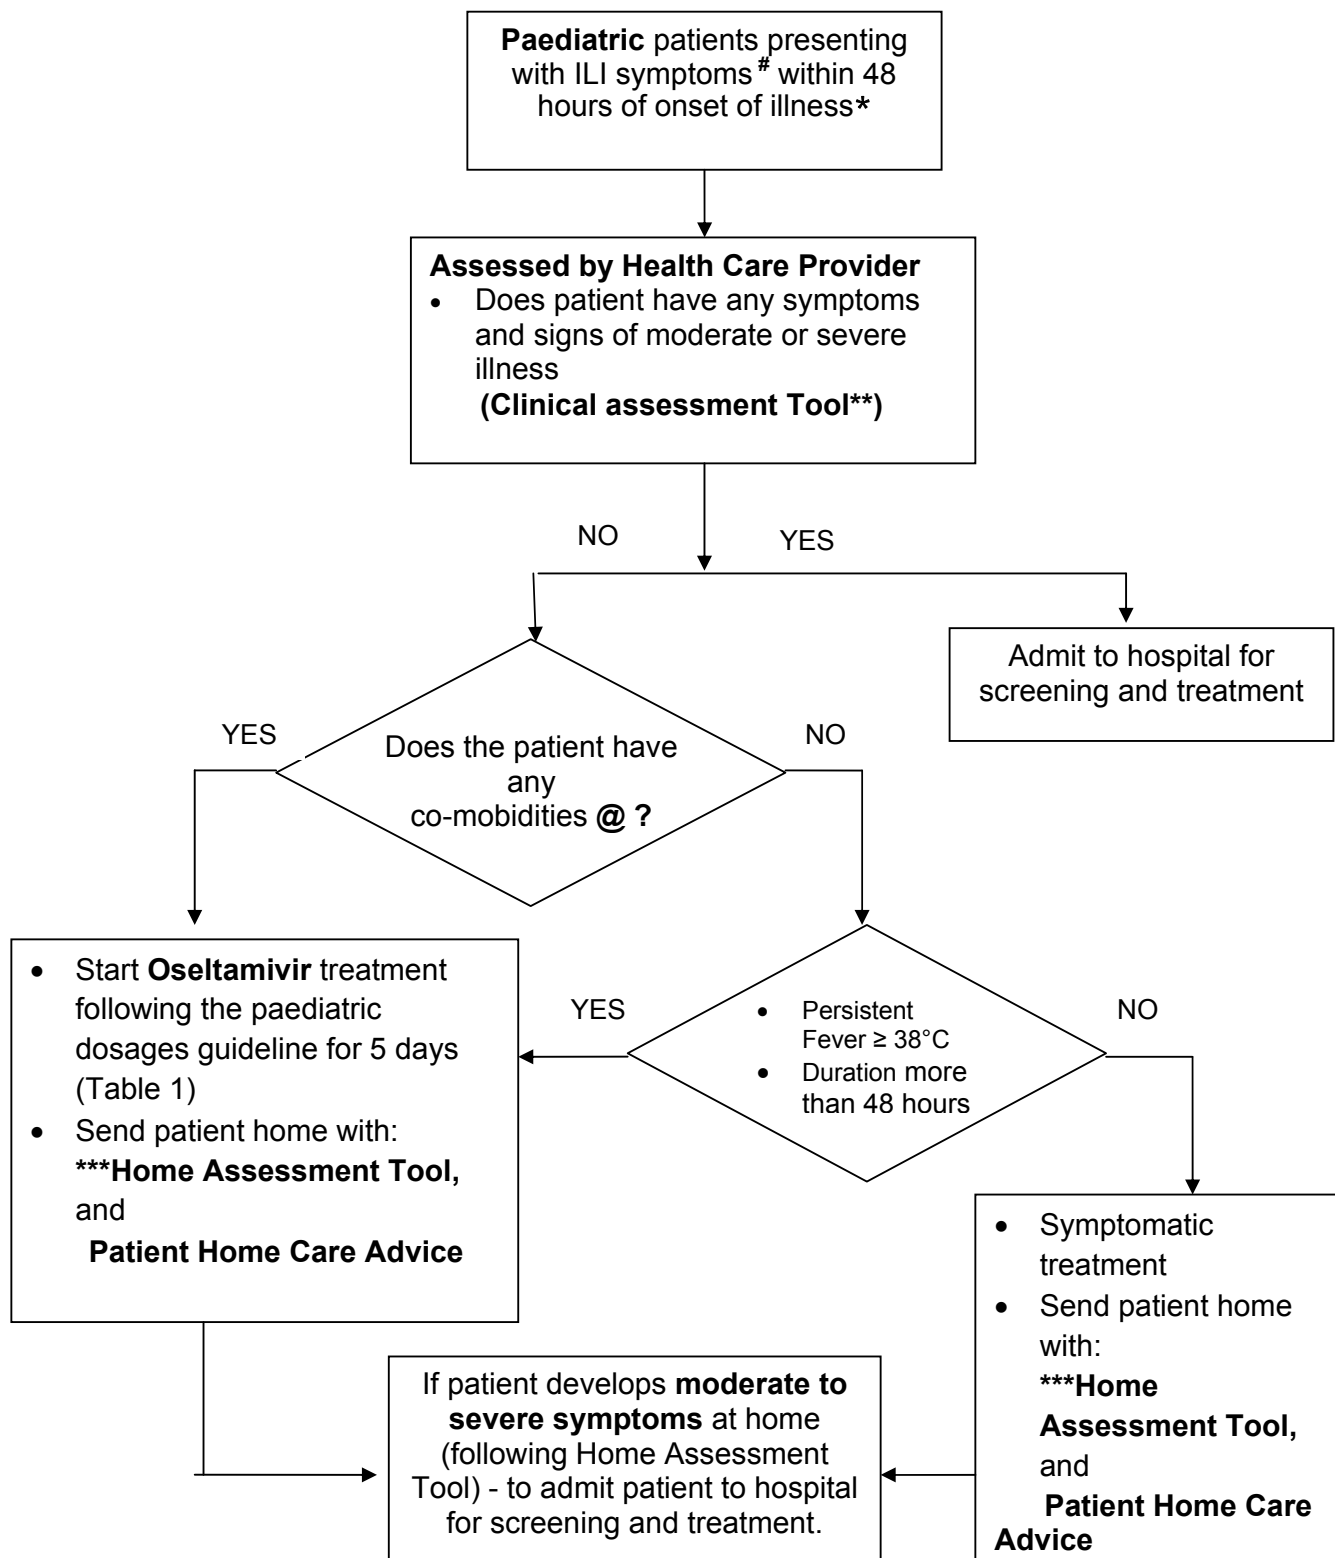 Paediatric patients presenting
with ILI symptoms # within 48
hours of onset of illness*
Assessed by Health Care Provider
• Does patient have any symptoms
and signs of moderate or severe
illness
(Clinical assessment Tool**)
NO
YES
Admit to hospital for
screening and treatment
YES
Does the patient have
any
co-mobidities @ ?
NO
• Start Oseltamivir treatment
following the paediatric
dosages guideline for 5 days
(Table 1)
• Send patient home with:
***Home Assessment Tool,
and
Patient Home Care Advice
YES
• Persistent
Fever ≥ 38°C
• Duration more
than 48 hours
NO
• Symptomatic
treatment
• Send patient home
with:
***Home
Assessment Tool,
and
Patient Home Care
Advice
If patient develops moderate to
severe symptoms at home
(following Home Assessment
Tool) - to admit patient to hospital
for screening and treatment.